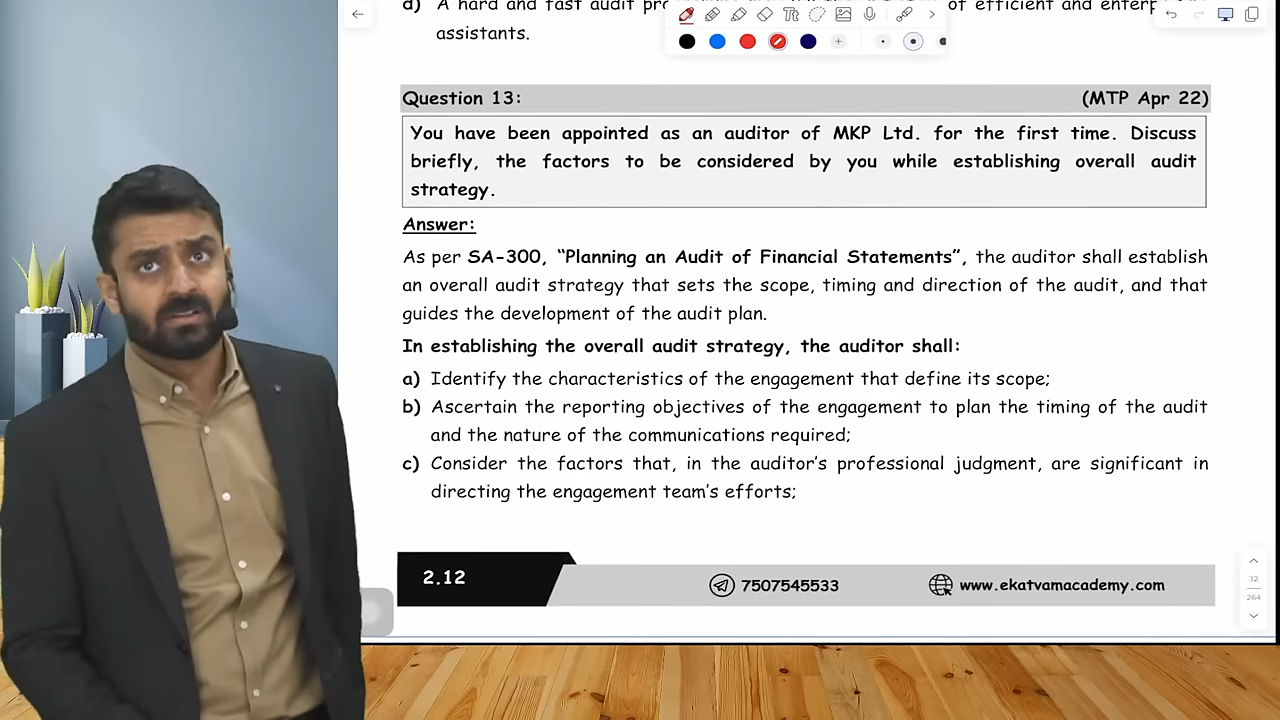 d) A hard and fast audit of efficient and
assistants.
Question 13: (MTP Apr 22)
You have been appointed as an auditor of MKP Ltd. for the first time. Discuss
briefly, the factors to be considered by you while establishing overall audit
strategy.
Answer:
As per SA-300, “Planning an Audit of Financial Statements”, the auditor shall establish
an overall audit strategy that sets the scope, timing and direction of the audit, and that
guides the development of the audit plan.
In establishing the overall audit strategy, the auditor shall:
a) Identify the characteristics of the engagement that define its scope;
b) Ascertain the reporting objectives of the engagement to plan the timing of the audit
and the nature of the communications required;
c) Consider the factors that, in the auditor’s professional judgment, are significant in
directing the engagement team’s efforts;
2.12 7507545533 www.ekatvamacademy.com
32
264